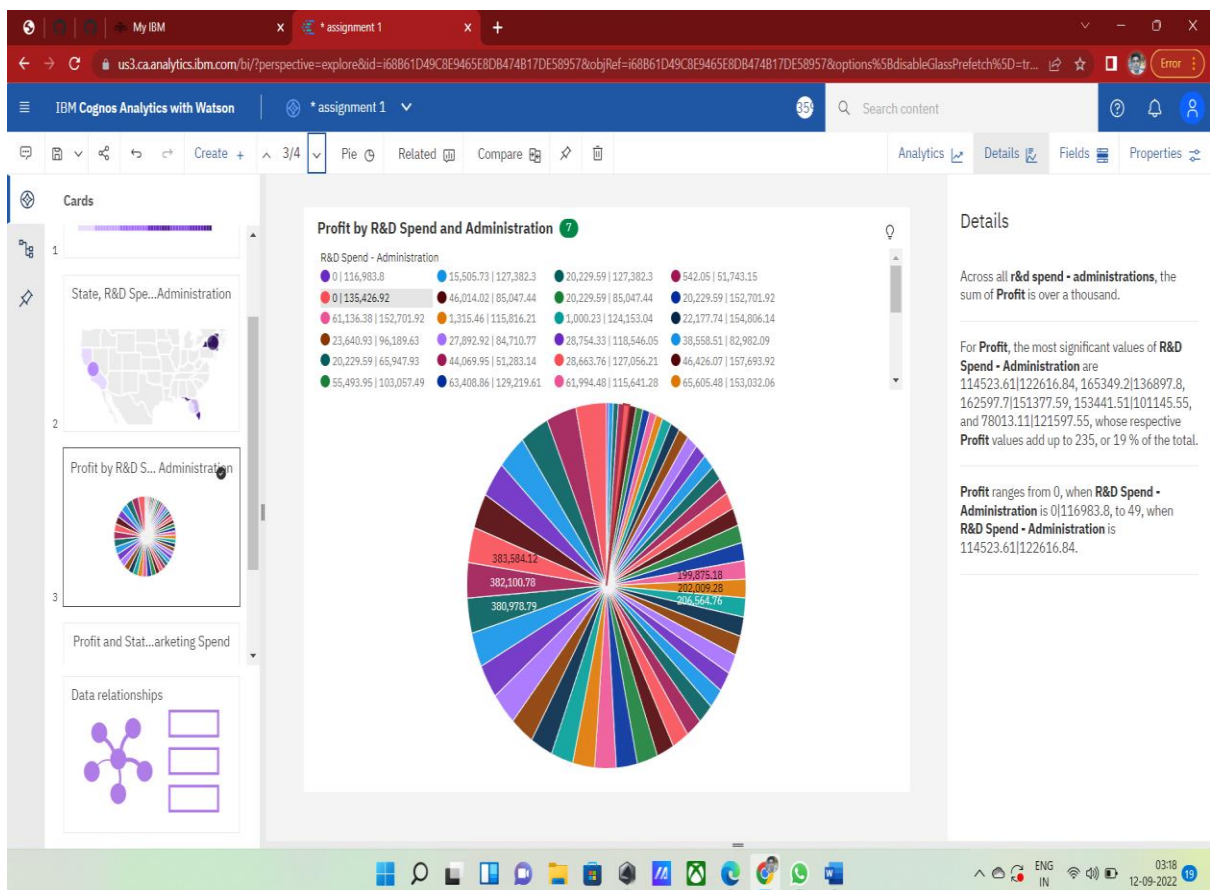 My IBM
* assignment 1
us3.ca.analytics.ibm.com/bi/?perspective=explore&id=i68B61D49C8E9465E8DB474B17DE58957&objRef=i68B61D49C8E9465E8DB474B17DE58957&options%5BdisableGlassPrefetch%5D=tr...
Error
IBM Cognos Analytics with Watson
* assignment 1
Search content
Create +
3/4
Pie
Related
Compare
Analytics
Details
Fields
Properties
Cards
1
State, R&D Spe...Administration
2
Profit by R&D S... Administration
3
Profit and Stat...arketing Spend
Data relationships
Profit by R&D Spend and Administration 7
R&D Spend - Administration
0 | 116,983.8 15,505.73 | 127,382.3 20,229.59 | 127,382.3 542.05 | 51,743.15
0 | 135,426.92 46,014.02 | 85,047.44 20,229.59 | 85,047.44 20,229.59 | 152,701.92
61,136.38 | 152,701.92 1,315.46 | 115,816.21 1,000.23 | 124,153.04 22,177.74 | 154,806.14
23,640.93 | 96,189.63 27,892.92 | 84,710.77 28,754.33 | 118,546.05 38,558.51 | 82,982.09
20,229.59 | 65,947.93 44,069.95 | 51,283.14 28,663.76 | 127,056.21 46,426.07 | 157,693.92
55,493.95 | 103,057.49 63,408.86 | 129,219.61 61,994.48 | 115,641.28 65,605.48 | 153,032.06
383,584.12
382,100.78
380,978.79
199,875.18
202,009.28
206,564.76
Details
Across all r&d spend - administrations, the
sum of Profit is over a thousand.
For Profit, the most significant values of R&D
Spend - Administration are
114523.61|122616.84, 165349.2|136897.8,
162597.7|151377.59, 153441.51|101145.55,
and 78013.11|121597.55, whose respective
Profit values add up to 235, or 19 % of the total.
Profit ranges from 0, when R&D Spend -
Administration is 0|116983.8, to 49, when
R&D Spend - Administration is
114523.61|122616.84.
ENG
IN
03:18
12-09-2022
19